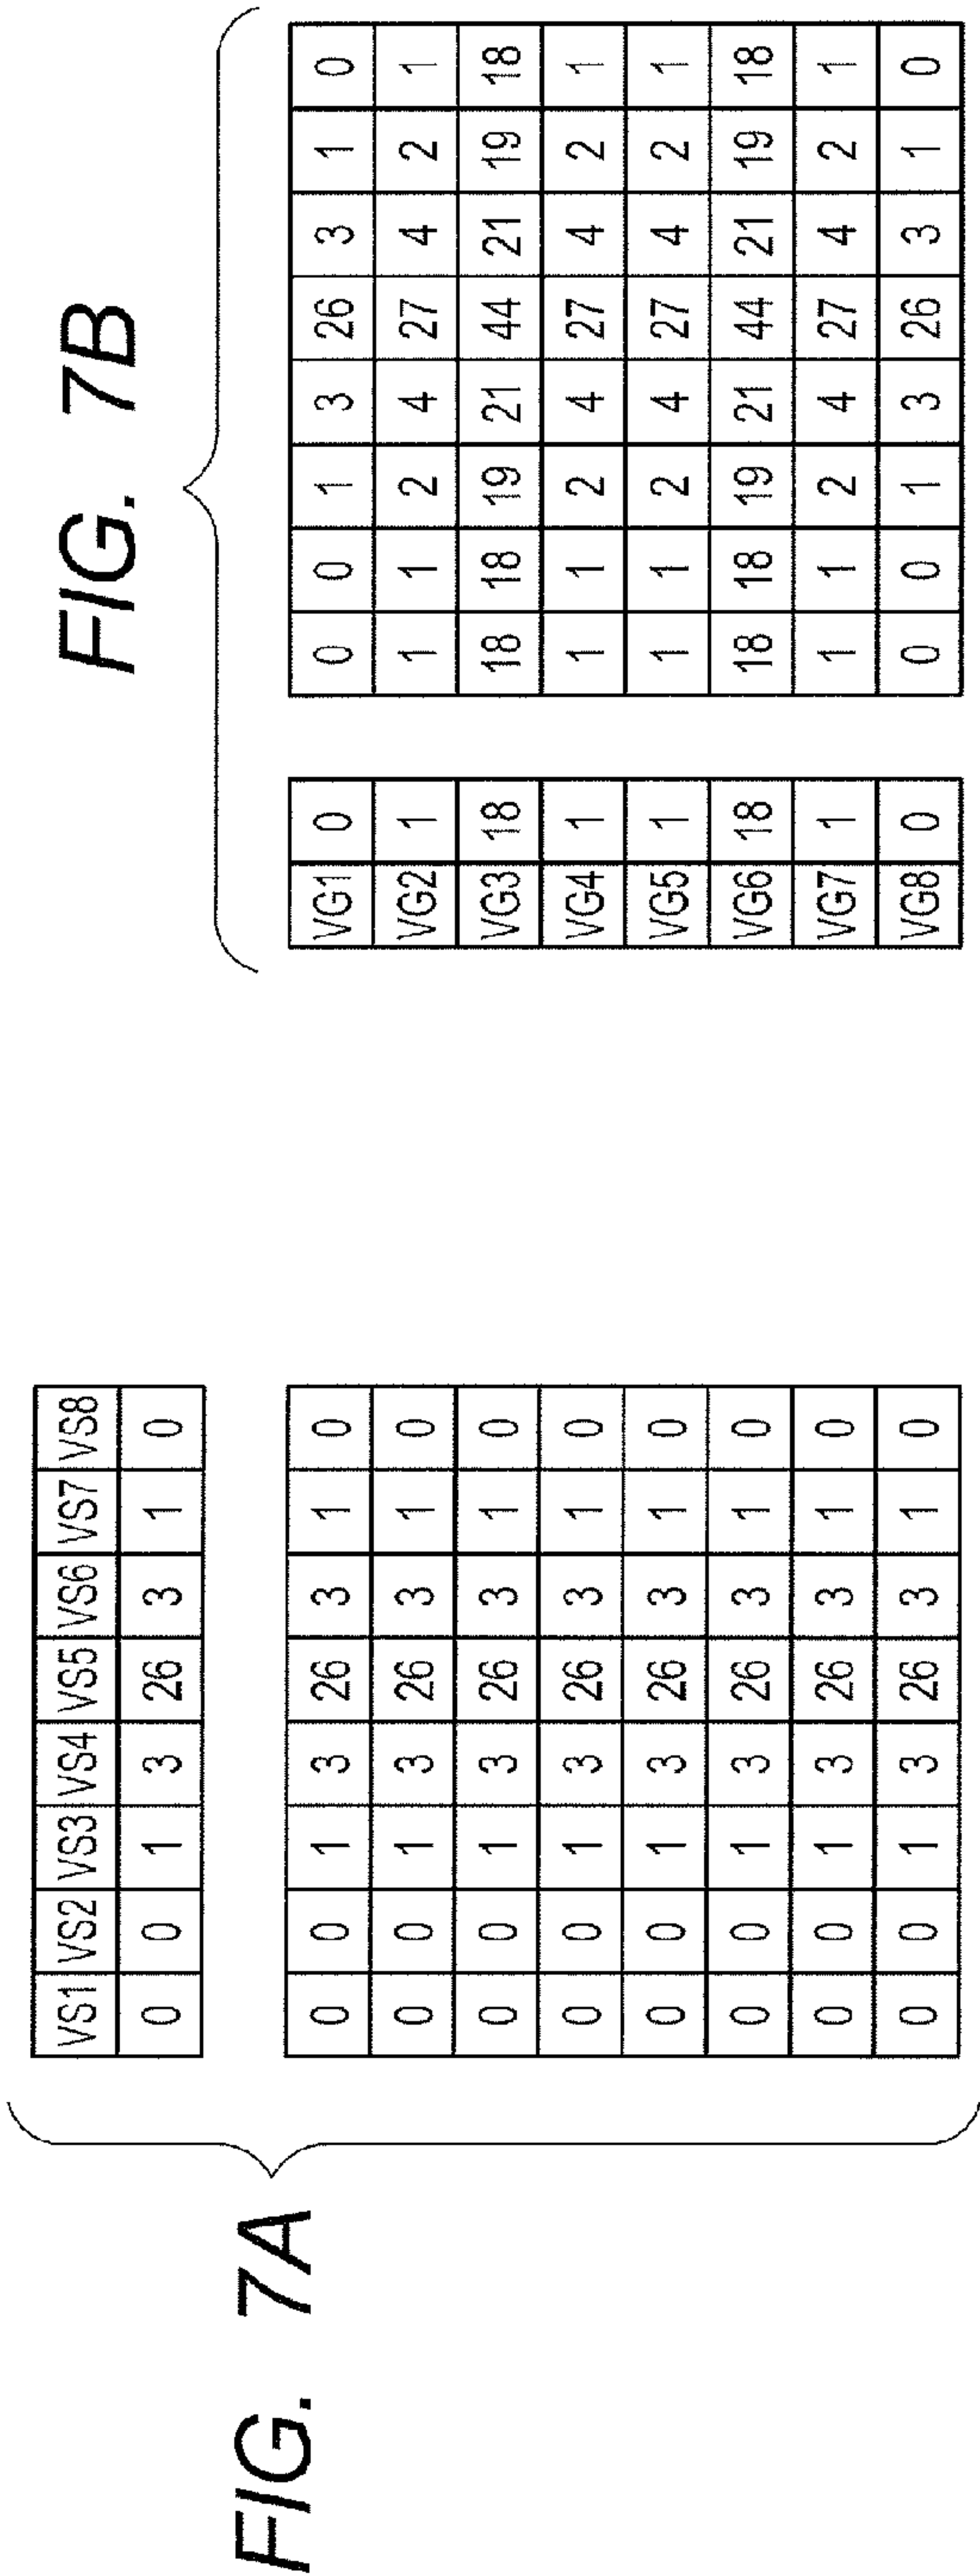 FIG. 7A
VS1 VS2 VS3 VS4 VS5 VS6 VS7 VS8
0 0 1 3 26 3 1 0
0 0 1 3 26 3 1 0
0 0 1 3 26 3 1 0
0 0 1 3 26 3 1 0
0 0 1 3 26 3 1 0
0 0 1 3 26 3 1 0
0 0 1 3 26 3 1 0
0 0 1 3 26 3 1 0
0 0 1 3 26 3 1 0
FIG. 7B
VG1 0 0 0 1 3 26 3 1 0
VG2 1 1 1 2 4 27 4 2 1
VG3 18 18 18 19 21 44 21 19 18
VG4 1 1 1 2 4 27 4 2 1
VG5 1 1 1 2 4 27 4 2 1
VG6 18 18 18 19 21 44 21 19 18
VG7 1 1 1 2 4 27 4 2 1
VG8 0 0 0 1 3 26 3 1 0